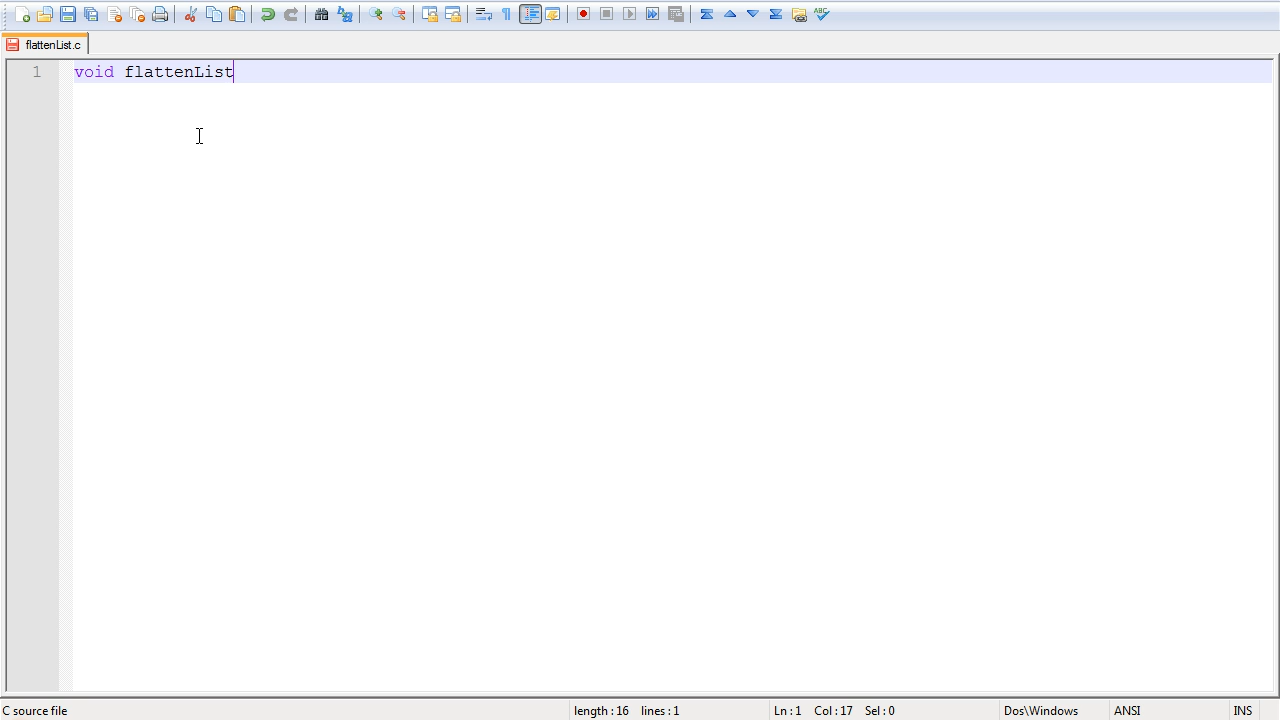 flattenList.c
1 void flattenList
C source file length : 16 lines : 1 Ln : 1 Col : 17 Sel : 0 Dos\Windows ANSI INS